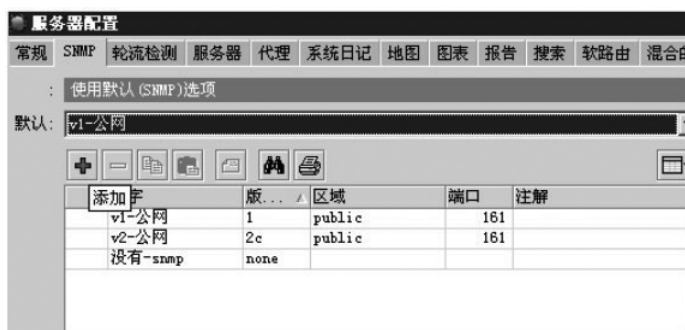 服务器配置
常规 SNMP 轮流检测 服务器 代理 系统日记 地图 图表 报告 搜索 软路由 混合的
: 使用默认(SNMP)选项
默认: v1-公网
添加
字 版... 区域 端口 注解
v1-公网 1 public 161
v2-公网 2c public 161
没有-snmp none